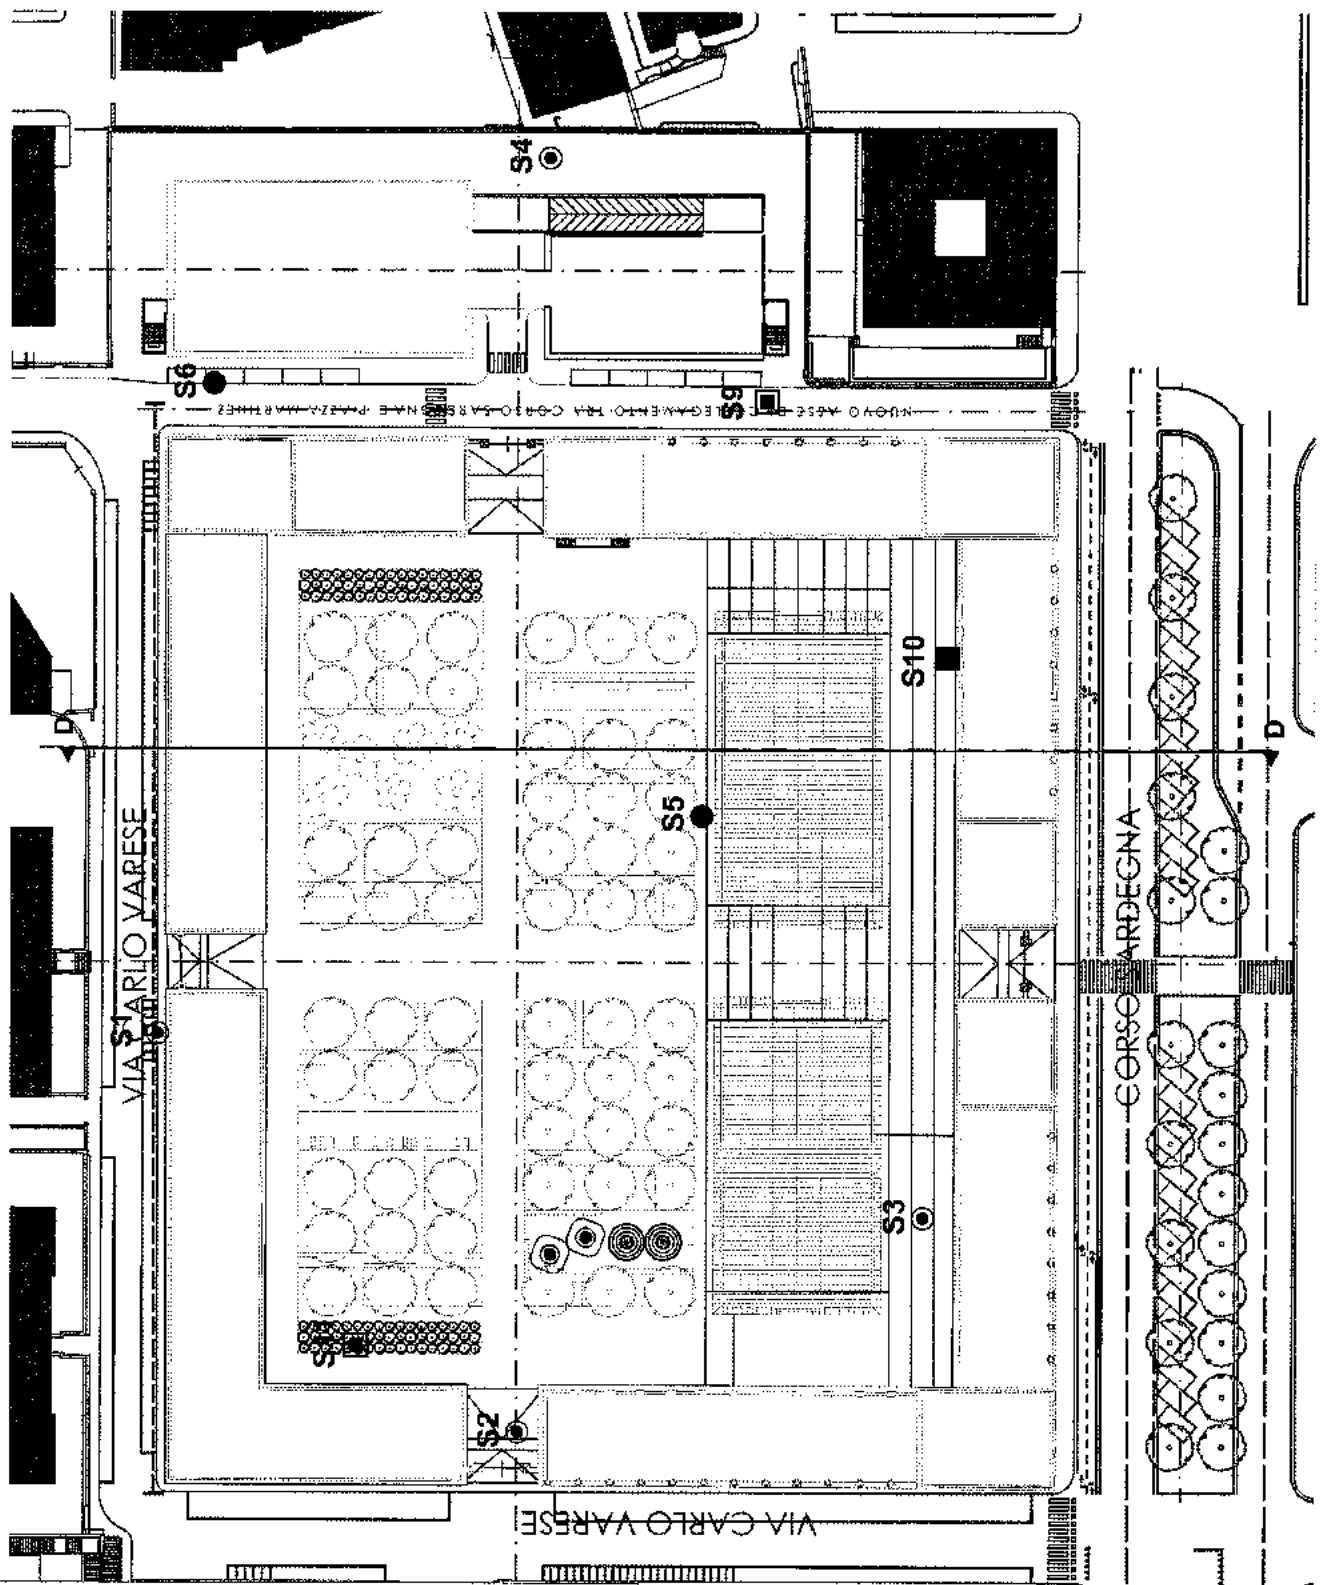 S4
S6
S9
NUOVO ASSE DI COLLEGAMENTO TRA CORSO SARDEGNA E PIAZZA MARTINEZ
S10
D
D
S5
VIA CARLO VARESE
CORSO SARDEGNA
S1
S3
S2
VIA CARLO VARESE